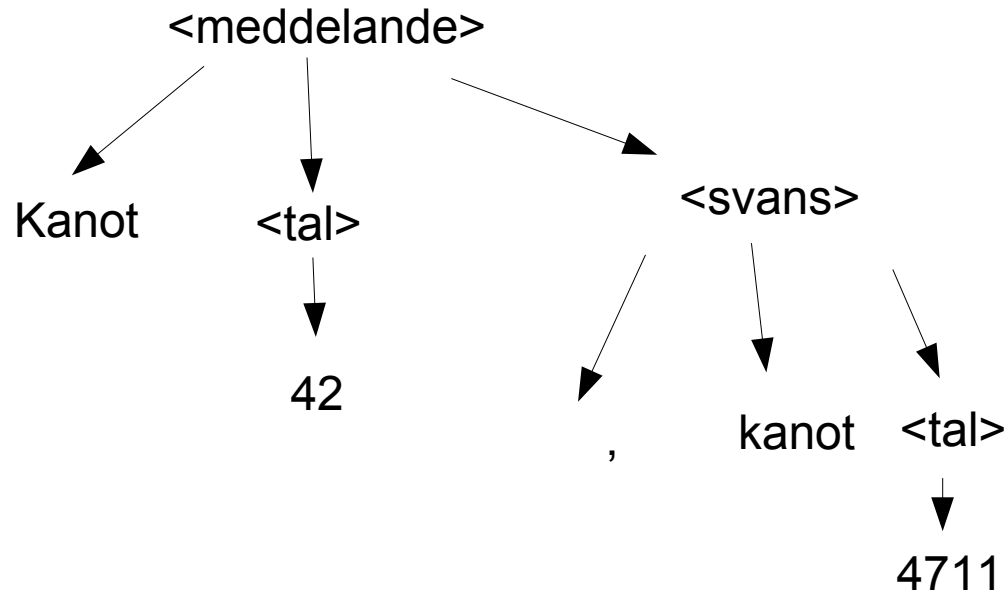 <meddelande>
Kanot <tal> <svans>
42
, kanot <tal>
4711